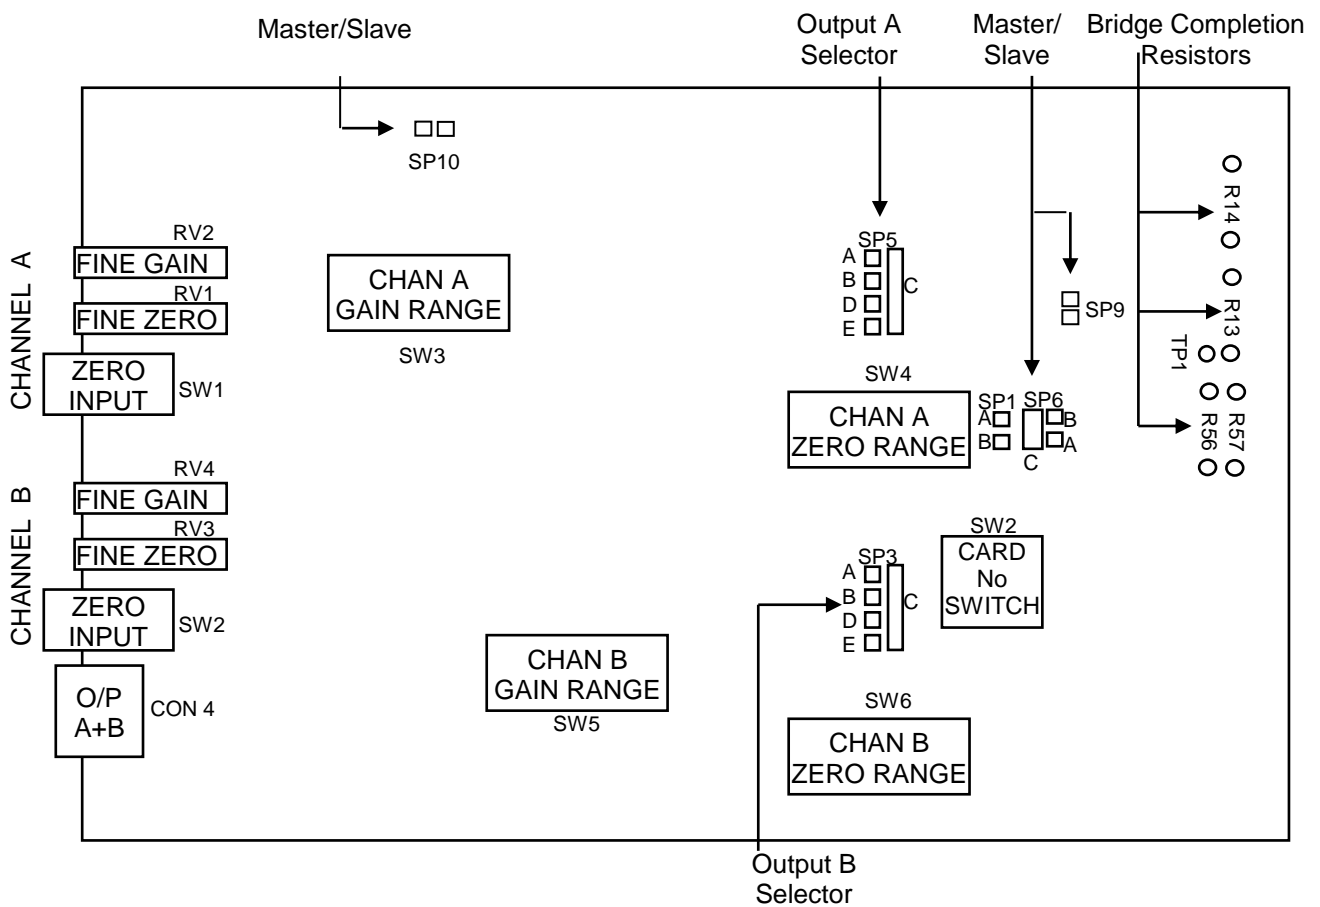 Master/Slave
Output A
Selector
Master/
Slave
Bridge Completion
Resistors
SP10
R14
CHANNEL A
RV2
FINE GAIN
RV1
FINE ZERO
ZERO
INPUT
SW1
CHAN A
GAIN RANGE
SW3
SP5
A
B
D
E
C
SP9
R13
TP1
SW4
CHAN A
ZERO RANGE
SP1
A
B
SP6
B
A
C
R56
R57
CHANNEL B
RV4
FINE GAIN
RV3
FINE ZERO
ZERO
INPUT
SW2
O/P
A+B
CON 4
CHAN B
GAIN RANGE
SW5
SP3
A
B
D
E
C
SW2
CARD
No
SWITCH
SW6
CHAN B
ZERO RANGE
Output B
Selector